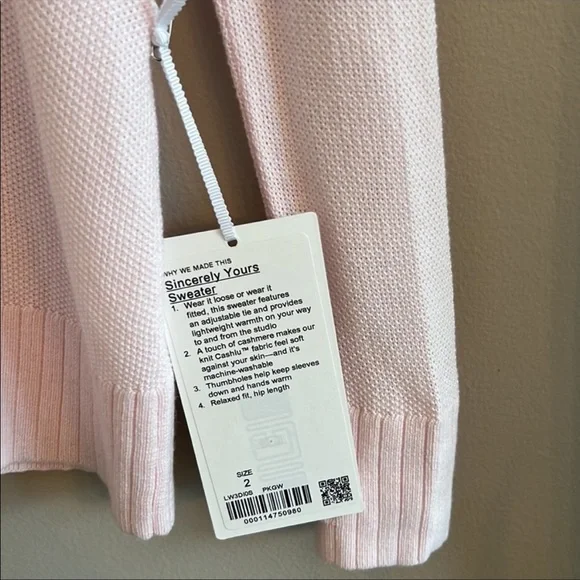 WHY WE MADE THIS
Sincerely Yours
Sweater
1. Wear it loose or wear it
fitted, this sweater features
an adjustable tie and provides
lightweight warmth on your way
to and from the studio
2. A touch of cashmere makes our
knit Cashlu™ fabric feel soft
against your skin—and it's
machine-washable
3. Thumbholes help keep sleeves
down and hands warm
4. Relaxed fit, hip length
SIZE
2
LW3DI0S PKGW
000114750980